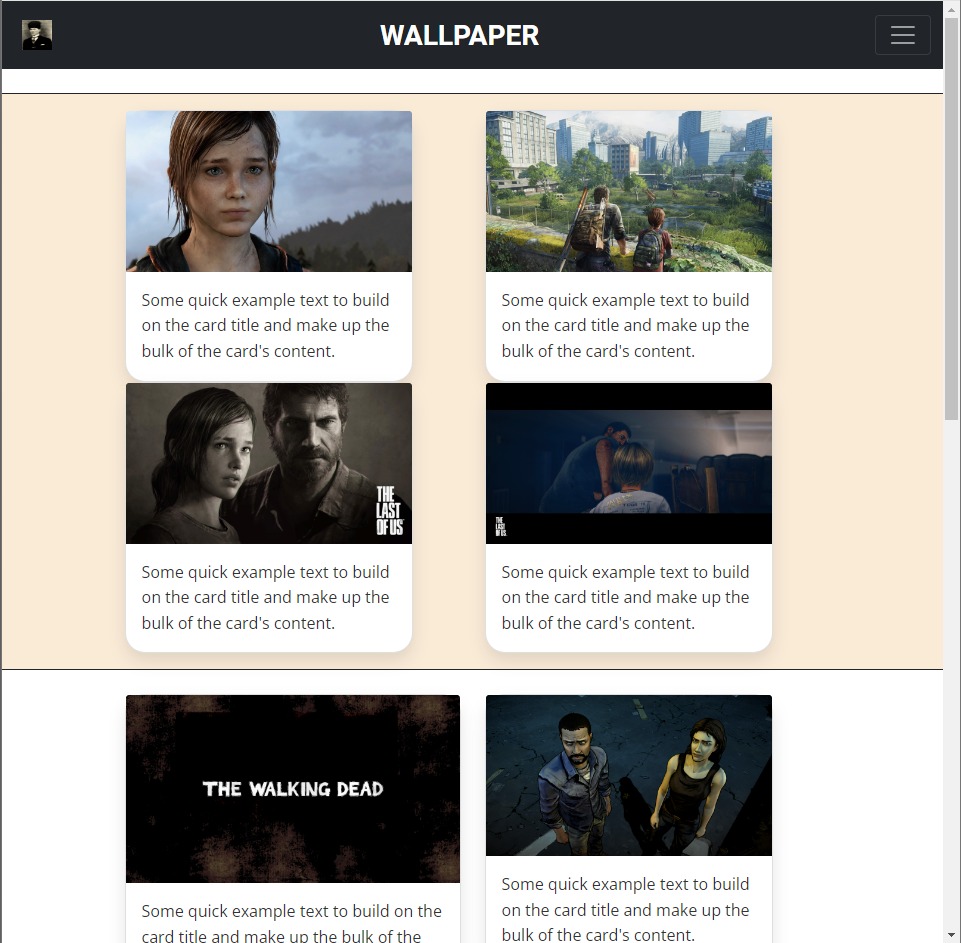 WALLPAPER
Some quick example text to build
on the card title and make up the
bulk of the card's content.
Some quick example text to build
on the card title and make up the
bulk of the card's content.
THE
LAST
OF US
THE
LAST
OF US
Some quick example text to build
on the card title and make up the
bulk of the card's content.
Some quick example text to build
on the card title and make up the
bulk of the card's content.
THE WALKING DEAD
Some quick example text to build on the
card title and make up the bulk of the
Some quick example text to build
on the card title and make up the
bulk of the card's content.